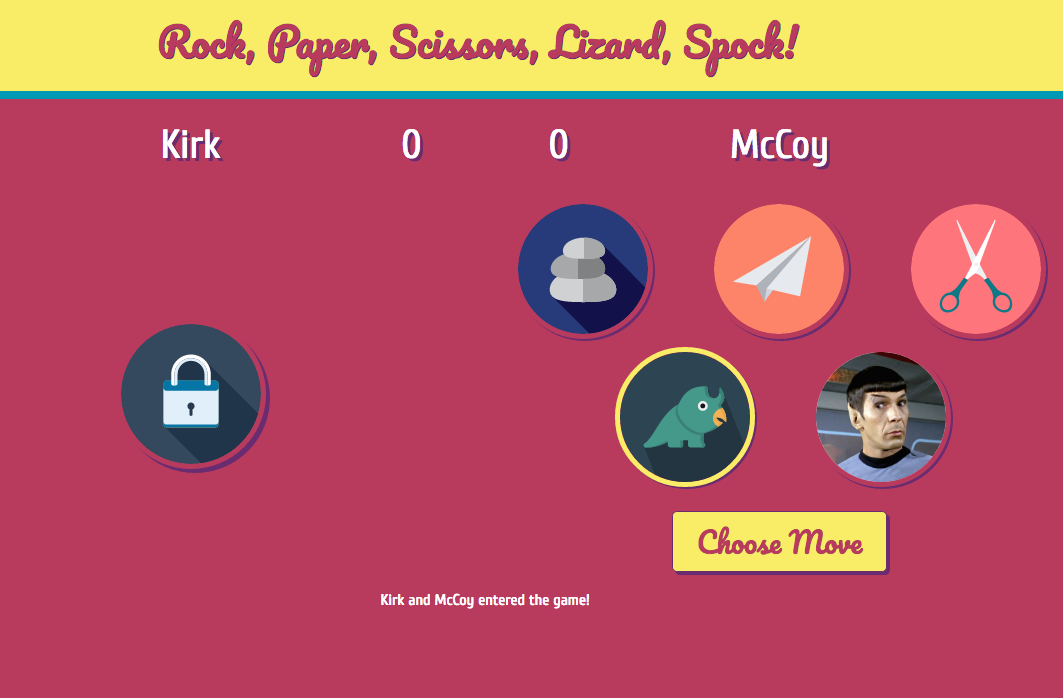 Rock, Paper, Scissors, Lizard, Spock!
Kirk 0 0 McCoy
Choose Move
Kirk and McCoy entered the game!